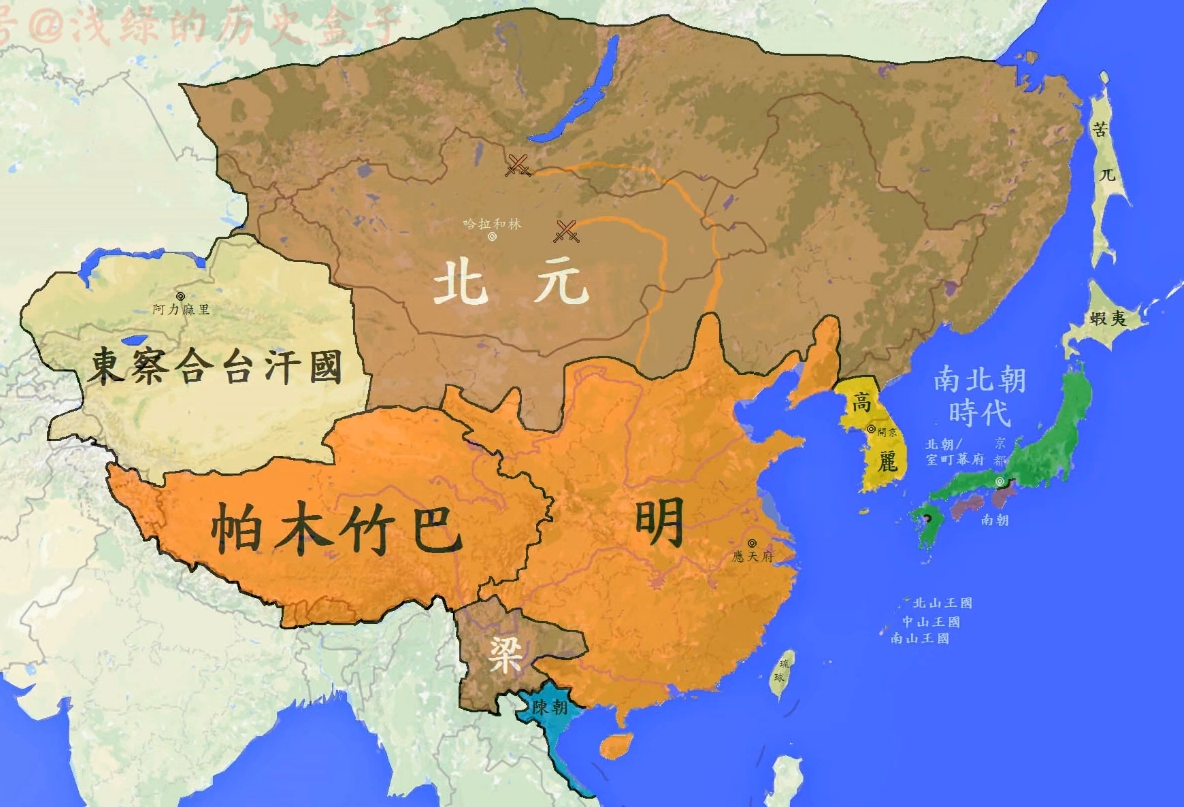 号@浅绿的历史盒子
苦
兀
哈拉和林
北 元
阿力麻里
蝦夷
東察合台汗國
南北朝
時代
高
開京
麗
北朝/
室町幕府
京
都
帕木竹巴
明
南朝
應天府
北山王國
中山王國
南山王國
梁
琉
球
陳朝